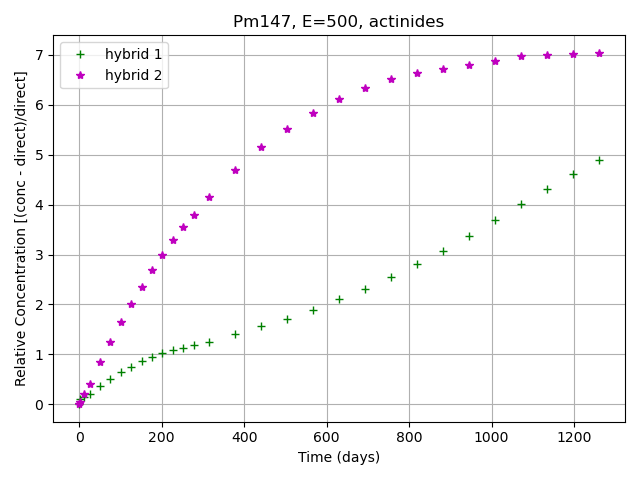 Pm147, E=500, actinides
hybrid 1
hybrid 2
Relative Concentration [(conc - direct)/direct]
7
6
5
4
3
2
1
0
0 200 400 600 800 1000 1200
Time (days)